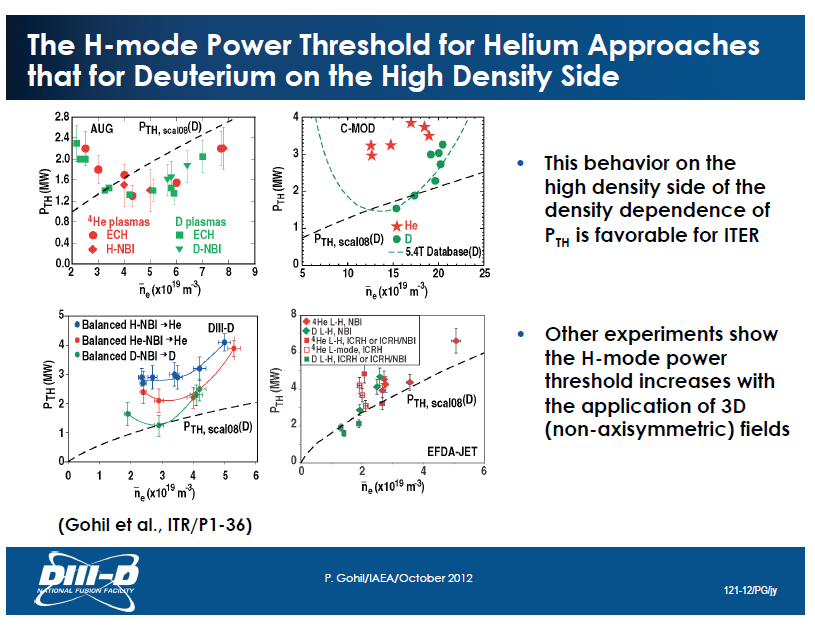 The H-mode Power Threshold for Helium Approaches
that for Deuterium on the High Density Side
2.8
2.4
2.0
1.6
1.2
0.8
0.4
0.0
P_TH (MW)
AUG
P_TH, scal08(D)
⁴He plasmas
ECH
H-NBI
D plasmas
ECH
D-NBI
2 3 4 5 6 7 8 9
n̄_e (x10¹⁹ m⁻³)
4
3
2
1
0
P_TH (MW)
C-MOD
He
D
P_TH, scal08(D)
5.4T Database(D)
5 10 15 20 25
n̄_e (x10¹⁹ m⁻³)
5
4
3
2
1
0
P_TH (MW)
Balanced H-NBI→He
Balanced He-NBI→He
Balanced D-NBI→D
DIII-D
P_TH, scal08(D)
0 1 2 3 4 5 6
n̄_e (x10¹⁹ m⁻³)
8
6
4
2
0
P_TH (MW)
⁴He L-H, NBI
D L-H, NBI
⁴He L-H, ICRH or ICRH/NBI
⁴He L-mode, ICRH
D L-H, ICRH or ICRH/NBI
P_TH, scal08(D)
EFDA-JET
0 2 4 6
n̄_e (x10¹⁹ m⁻³)
(Gohil et al., ITR/P1-36)
• This behavior on the
high density side of the
density dependence of
P_TH is favorable for ITER
• Other experiments show
the H-mode power
threshold increases with
the application of 3D
(non-axisymmetric) fields
DIII-D
NATIONAL FUSION FACILITY
P. Gohil/IAEA/October 2012
121-12/PG/jy